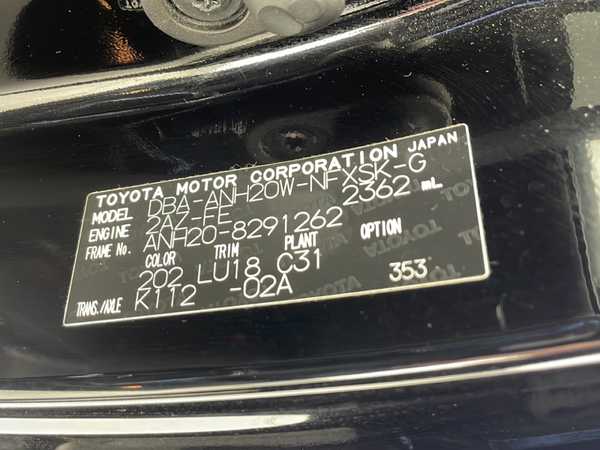 TOYOTA MOTOR CORPORATION JAPAN
MODEL DBA-ANH20W-NFXSK-G
ENGINE 2AZ-FE 2362 mL
FRAME No. ANH20-8291262
COLOR TRIM PLANT OPTION
202 LU18 C31 353
TRANS./AXLE K112 -02A